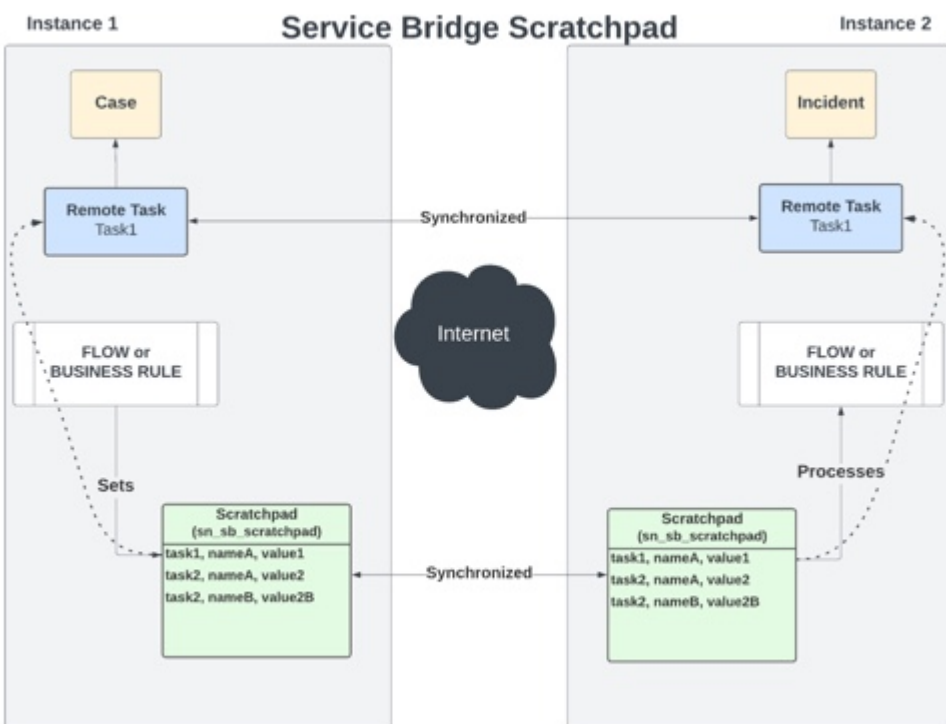 Instance 1
Service Bridge Scratchpad
Instance 2
Case
Incident
Remote Task
Task1
Synchronized
Remote Task
Task1
Internet
FLOW or
BUSINESS RULE
FLOW or
BUSINESS RULE
Sets
Processes
Scratchpad
(sn_sb_scratchpad)
task1, nameA, value1
task2, nameA, value2
task2, nameB, value2B
Synchronized
Scratchpad
(sn_sb_scratchpad)
task1, nameA, value1
task2, nameA, value2
task2, nameB, value2B